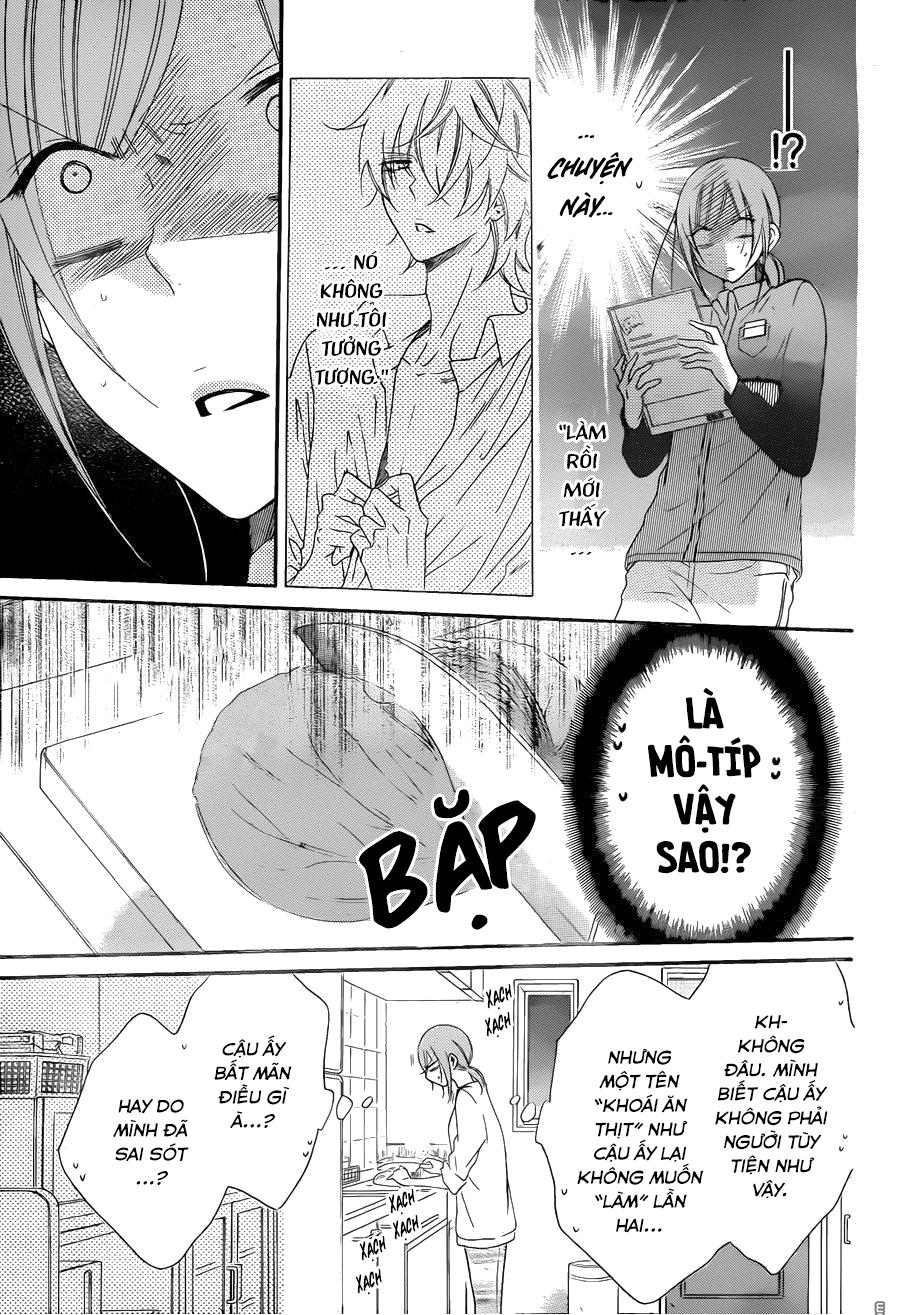 !?
...
CHUYỆN
NÀY...
"LÀM
RỒI
MỚI
THẤY
...
... NÓ
KHÔNG
NHƯ TÔI
TƯỞNG
TƯỢNG."
LÀ
MÔ-TÍP
VẬY
SAO!?
BẶP
KH-
KHÔNG
ĐÂU. MÌNH
BIẾT CẬU ẤY
KHÔNG PHẢI
NGƯỜI TÙY
TIỆN NHƯ
VẬY.
NHƯNG
MỘT TÊN
"KHOÁI ĂN
THỊT" NHƯ
CẬU ẤY LẠI
KHÔNG MUỐN
"LÀM" LẦN
HAI...
XẠCH
XẠCH
XẠCH
XẠCH
XẠCH
XẠCH
CẬU ẤY
BẤT MÃN
ĐIỀU GÌ
À...?
HAY DO
MÌNH ĐÃ
SAI SÓT
...?